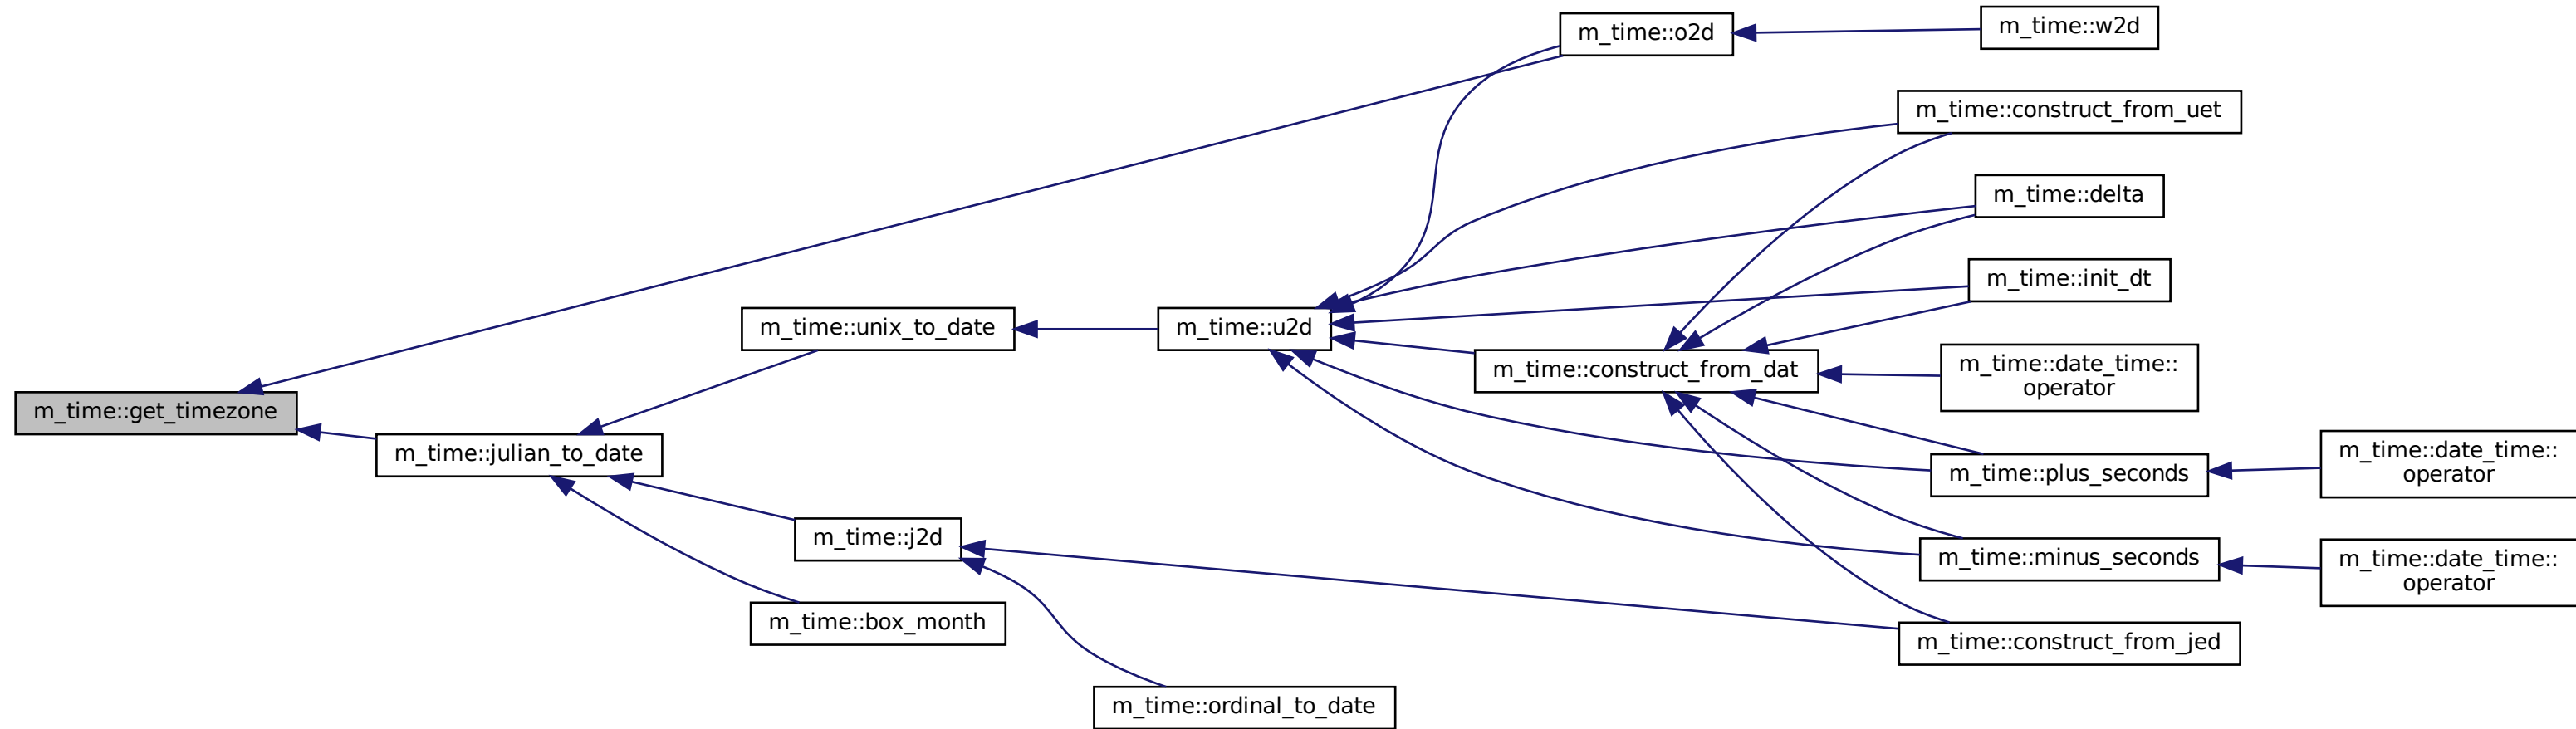 m_time::o2d
m_time::w2d
m_time::construct_from_uet
m_time::delta
m_time::init_dt
m_time::unix_to_date
m_time::u2d
m_time::construct_from_dat
m_time::date_time::
operator
m_time::get_timezone
m_time::julian_to_date
m_time::plus_seconds
m_time::date_time::
operator
m_time::j2d
m_time::minus_seconds
m_time::date_time::
operator
m_time::box_month
m_time::construct_from_jed
m_time::ordinal_to_date